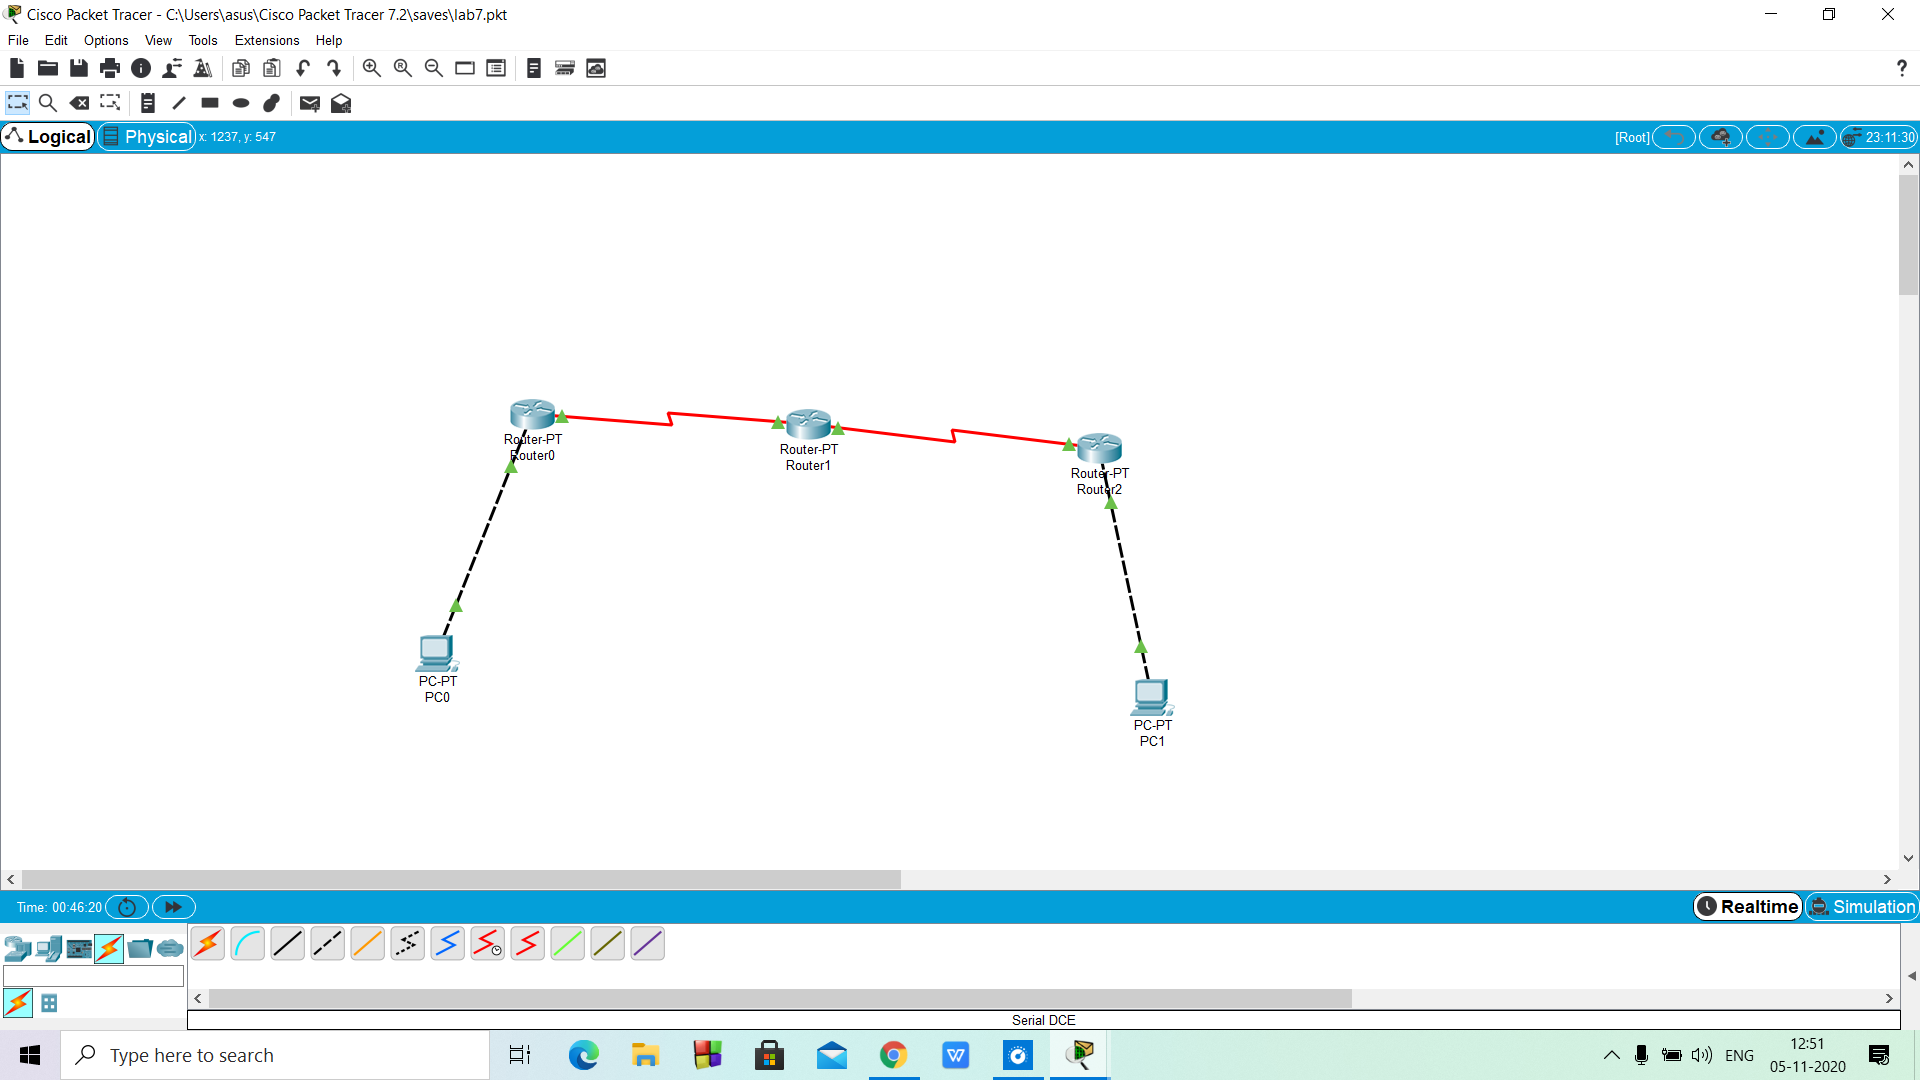 Cisco Packet Tracer - C:\Users\asus\Cisco Packet Tracer 7.2\saves\lab7.pkt
File Edit Options View Tools Extensions Help
?
Logical Physical x: 1237, y: 547 [Root] 23:11:30
Router-PT
Router0
Router-PT
Router1
Router-PT
Router2
PC-PT
PC0
PC-PT
PC1
Time: 00:46:20 Realtime Simulation
Serial DCE
Type here to search ENG 12:51
05-11-2020